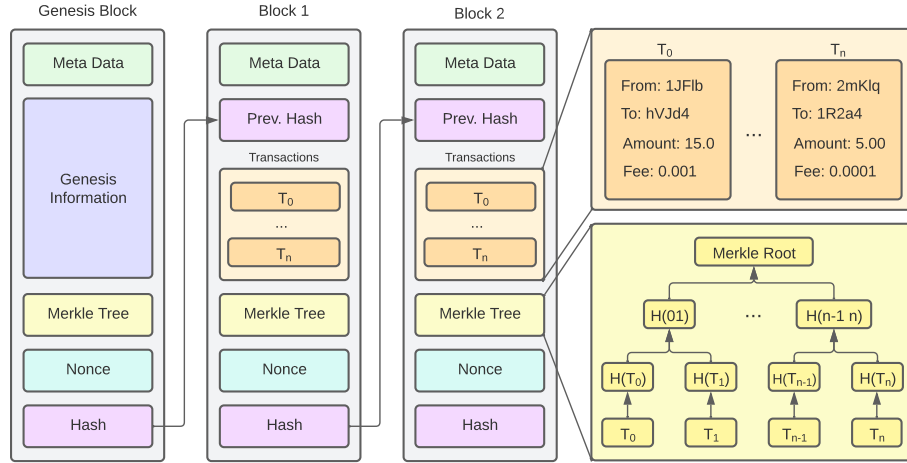 Genesis Block
Meta Data
Genesis
Information
Merkle Tree
Nonce
Hash
Block 1
Meta Data
Prev. Hash
Transactions
T0
...
Tn
Merkle Tree
Nonce
Hash
Block 2
Meta Data
Prev. Hash
Transactions
T0
...
Tn
Merkle Tree
Nonce
Hash
T0
From: 1JFlb
To: hVJd4
Amount: 15.0
Fee: 0.001
...
Tn
From: 2mKlq
To: 1R2a4
Amount: 5.00
Fee: 0.0001
Merkle Root
H(01) ... H(n-1 n)
H(T0) H(T1) H(Tn-1) H(Tn)
T0 T1 Tn-1 Tn